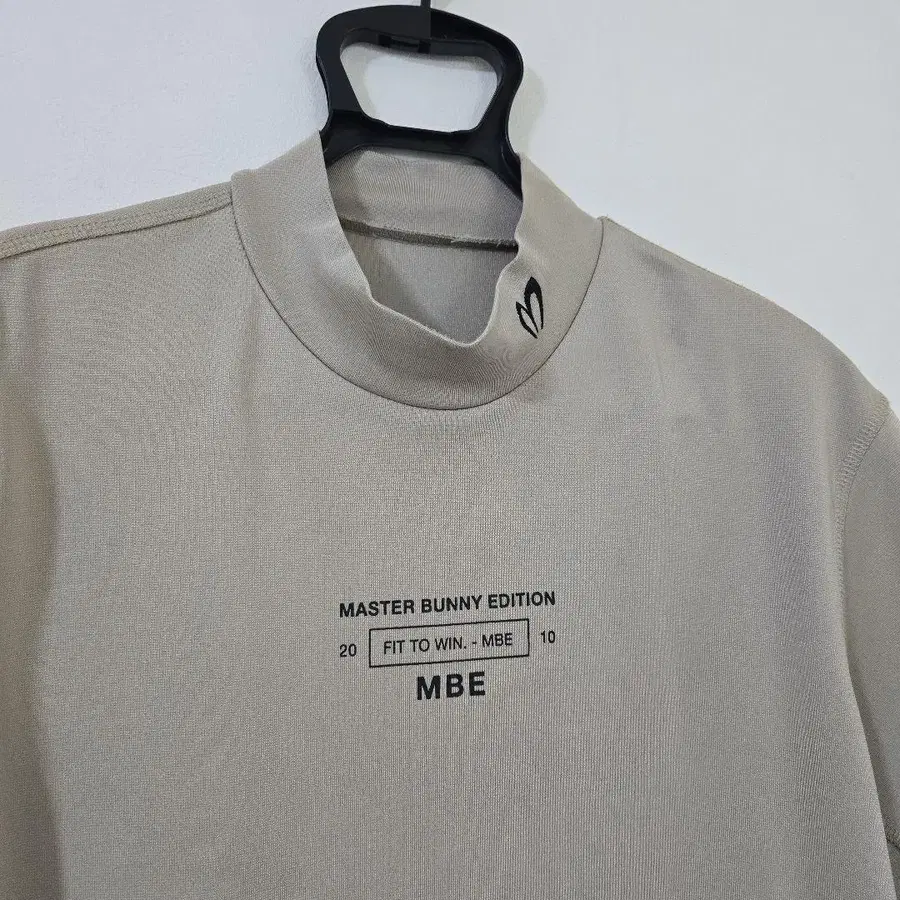 MASTER BUNNY EDITION
20 FIT TO WIN. - MBE 10
MBE